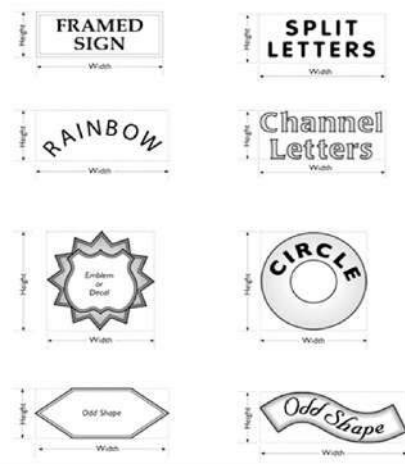 Height
FRAMED
SIGN
Width
Height
SPLIT
LETTERS
Width
Height
RAINBOW
Width
Height
Channel
Letters
Width
Height
Emblem
or
Decal
Width
Height
CIRCLE
Width
Height
Odd Shape
Width
Height
Odd Shape
Width